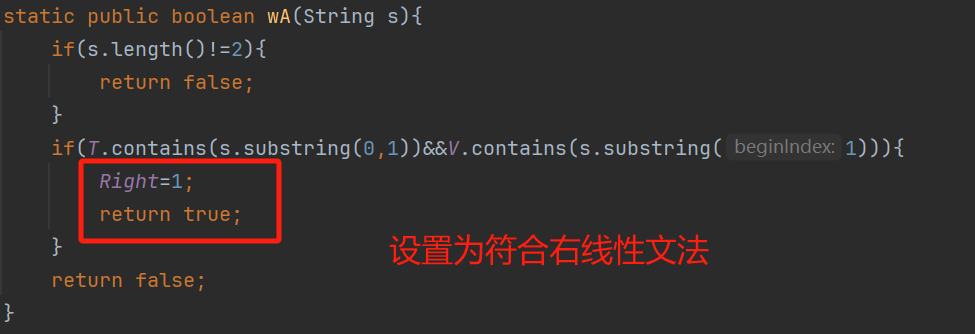 static public boolean wA(String s){
if(s.length()!=2){
return false;
}
if(T.contains(s.substring(0,1))&&V.contains(s.substring( beginIndex: 1))){
Right=1;
return true;
设置为符合右线性文法
}
return false;
}